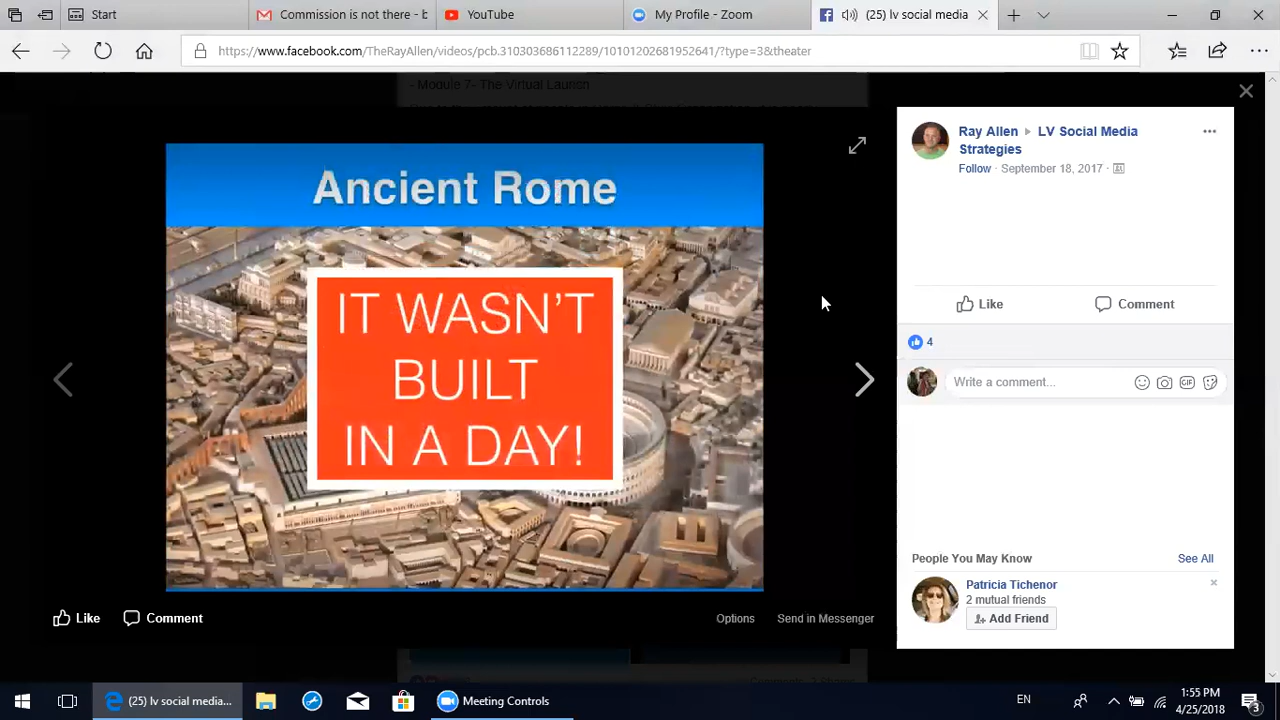 Commission is not there - E
YouTube
My Profile - Zoom
(25) lv social media
https://www.facebook.com/TheRayAllen/videos/pcb.310303686112289/10101202681952641/?type=3&theater
- Module 7- The Virtual Launch
Ancient Rome
IT WASN'T
BUILT
IN A DAY!
Like
Comment
Options
Send in Messenger
Ray Allen
LV Social Media
Strategies
Follow · September 18, 2017 ·
Like
Comment
4
Write a comment...
GIF
People You May Know
See All
Patricia Tichenor
2 mutual friends
Add Friend
(25) lv social media...
Meeting Controls
EN
1:55 PM
4/25/2018
3